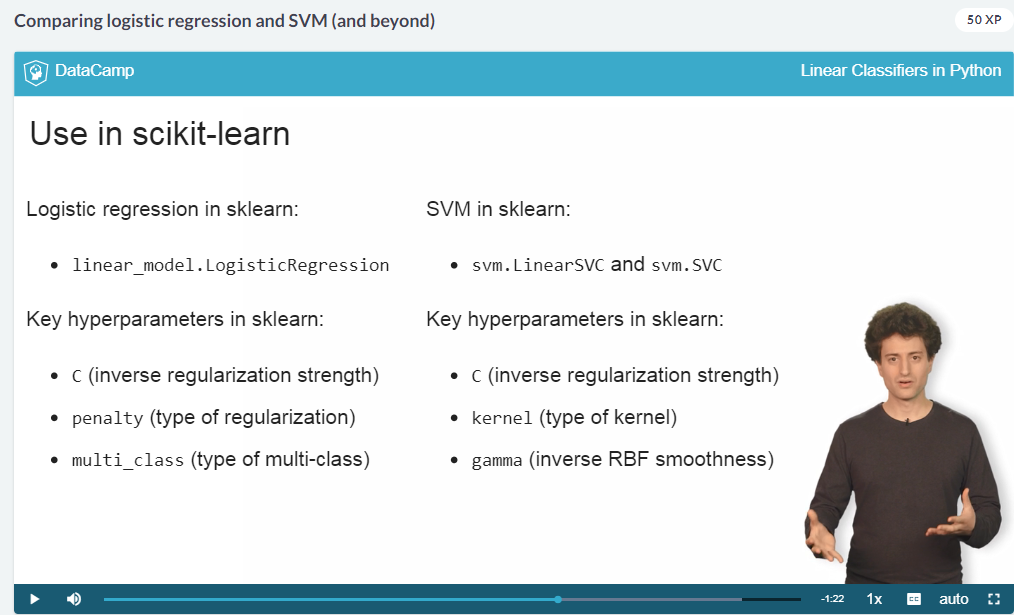 Comparing logistic regression and SVM (and beyond)
50 XP
DataCamp
Linear Classifiers in Python
Use in scikit-learn
Logistic regression in sklearn:
• linear_model.LogisticRegression
Key hyperparameters in sklearn:
• C (inverse regularization strength)
• penalty (type of regularization)
• multi_class (type of multi-class)
SVM in sklearn:
• svm.LinearSVC and svm.SVC
Key hyperparameters in sklearn:
• C (inverse regularization strength)
• kernel (type of kernel)
• gamma (inverse RBF smoothness)
-1:22
1x
CC
auto